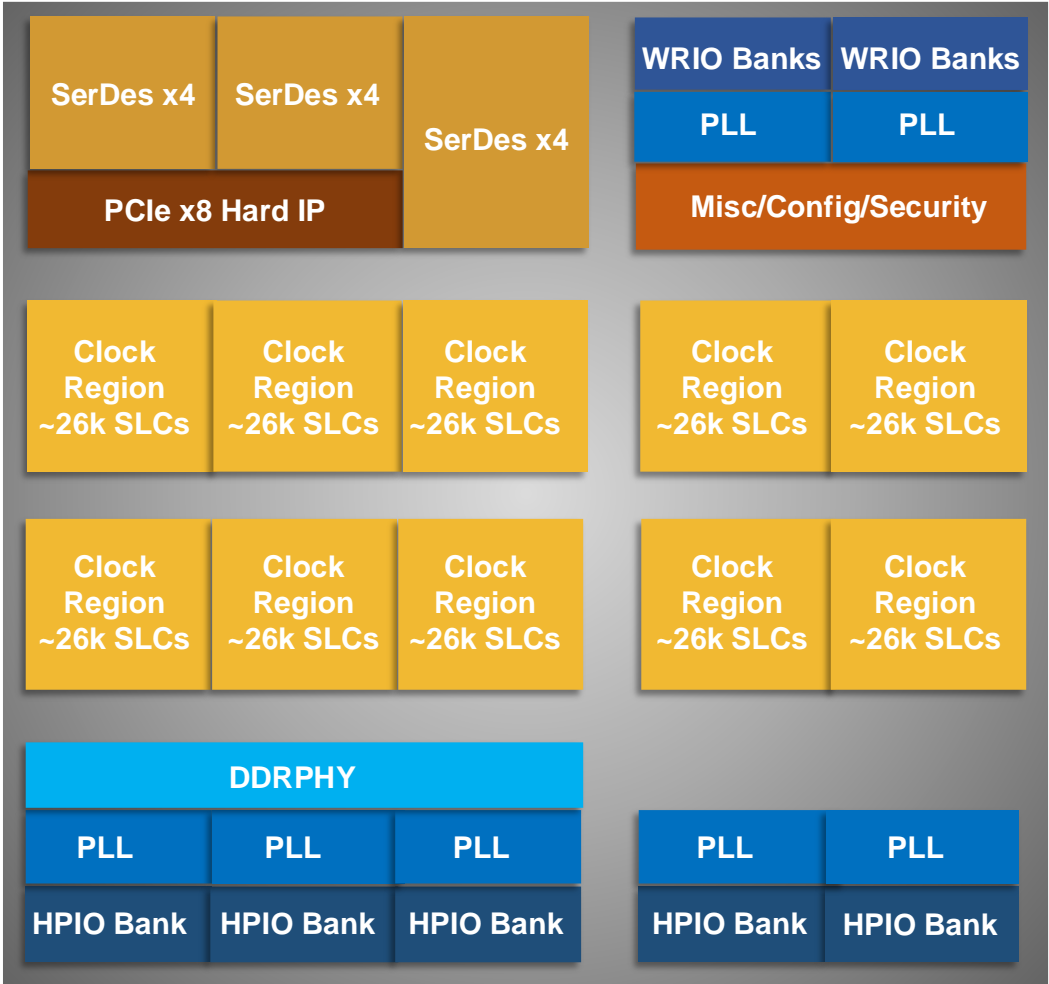 SerDes x4
SerDes x4
SerDes x4
PCIe x8 Hard IP
WRIO Banks
WRIO Banks
PLL
PLL
Misc/Config/Security
Clock
Region
~26k SLCs
Clock
Region
~26k SLCs
Clock
Region
~26k SLCs
Clock
Region
~26k SLCs
Clock
Region
~26k SLCs
Clock
Region
~26k SLCs
Clock
Region
~26k SLCs
Clock
Region
~26k SLCs
Clock
Region
~26k SLCs
Clock
Region
~26k SLCs
DDRPHY
PLL
PLL
PLL
PLL
PLL
HPIO Bank
HPIO Bank
HPIO Bank
HPIO Bank
HPIO Bank